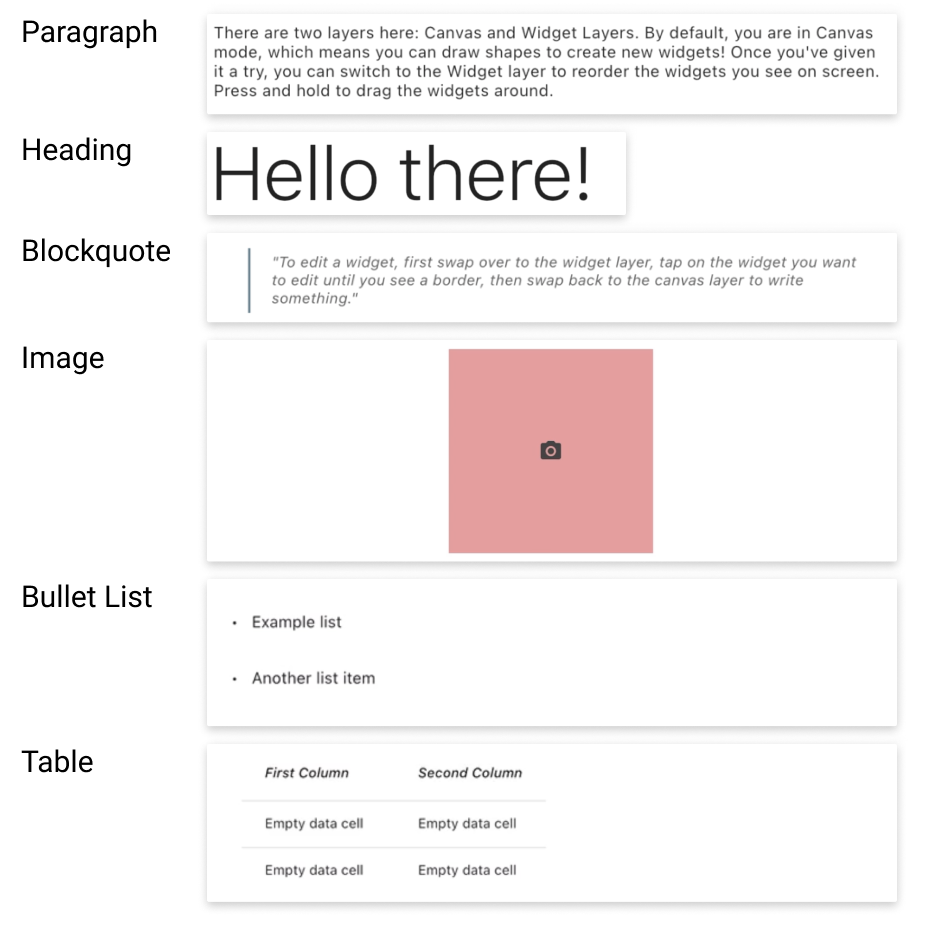 Paragraph
There are two layers here: Canvas and Widget Layers. By default, you are in Canvas
mode, which means you can draw shapes to create new widgets! Once you've given
it a try, you can switch to the Widget layer to reorder the widgets you see on screen.
Press and hold to drag the widgets around.
Heading
Hello there!
Blockquote
"To edit a widget, first swap over to the widget layer, tap on the widget you want
to edit until you see a border, then swap back to the canvas layer to write
something."
Image
Bullet List
• Example list
• Another list item
Table
First Column Second Column
Empty data cell Empty data cell
Empty data cell Empty data cell